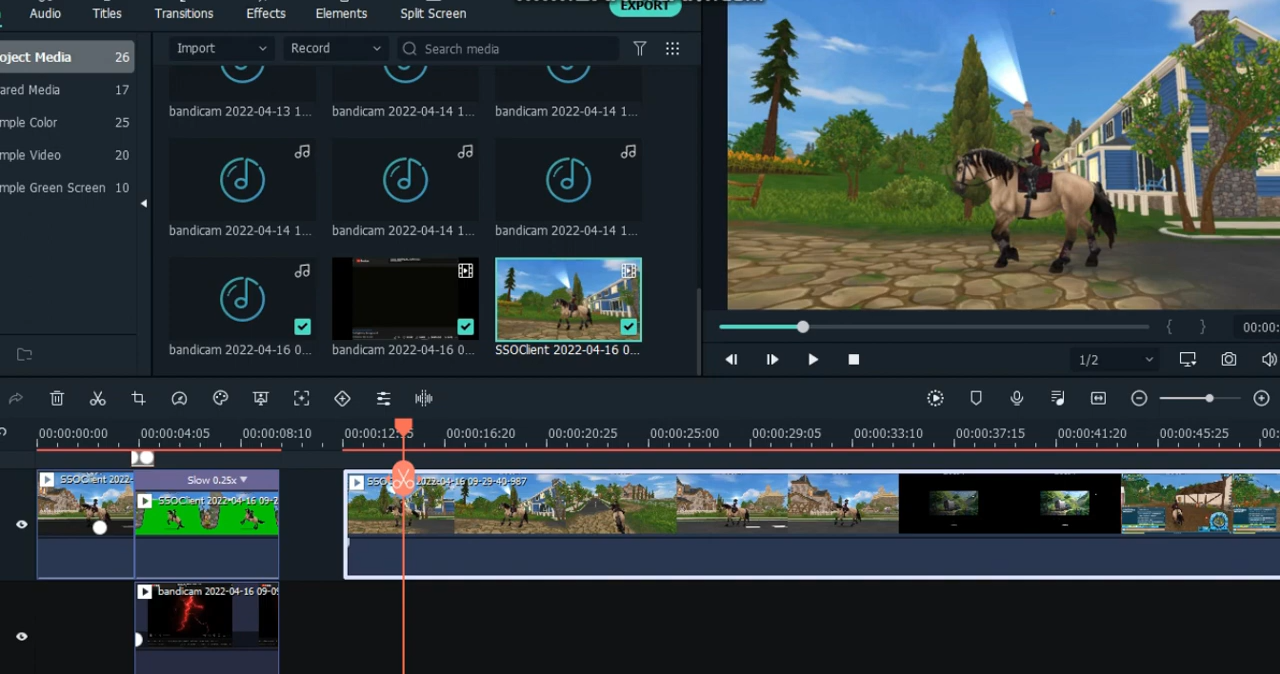 Audio
Titles
Transitions
Effects
Elements
Split Screen
EXPORT
oject Media 26
ared Media 17
mple Color 25
mple Video 20
mple Green Screen 10
Import
Record
Search media
bandicam 2022-04-13 1...
bandicam 2022-04-14 1...
bandicam 2022-04-14 1...
bandicam 2022-04-14 1...
bandicam 2022-04-14 1...
bandicam 2022-04-14 1...
bandicam 2022-04-16 0...
bandicam 2022-04-16 0...
SSOClient 2022-04-16 0...
{ } 00:00:
1/2
00:00:00:00
00:00:04:05
00:00:08:10
00:00:16:20
00:00:20:25
00:00:25:00
00:00:29:05
00:00:33:10
00:00:37:15
00:00:41:20
00:00:45:25
00:
SSOClient 2022-
Slow 0.25x
SSOClient 2022-04-16 09-2
2022-04-16 09-29-40-987
bandicam 2022-04-16 09-0